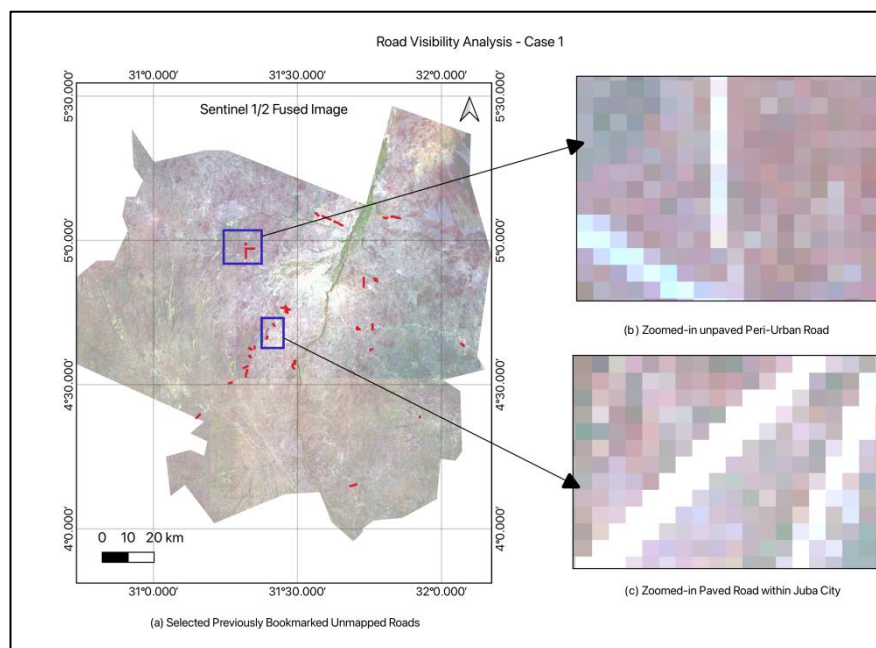 Road Visibility Analysis - Case 1
31°0.000' 31°30.000' 32°0.000'
5°30.000' 5°30.000'
Sentinel 1/2 Fused Image
5°0.000' 5°0.000'
(b) Zoomed-in unpaved Peri-Urban Road
4°30.000' 4°30.000'
4°0.000' 4°0.000'
0 10 20 km
31°0.000' 31°30.000' 32°0.000'
(c) Zoomed-in Paved Road within Juba City
(a) Selected Previously Bookmarked Unmapped Roads